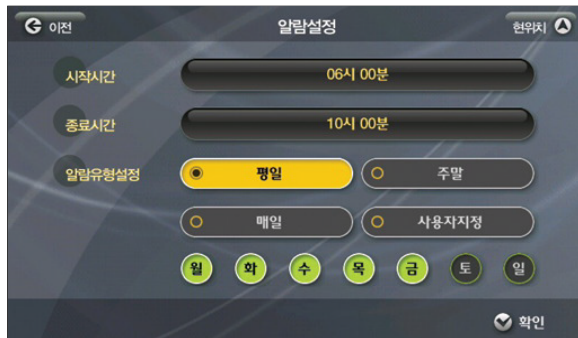 이전 알람설정 현위치
시작시간 06시 00분
종료시간 10시 00분
알람유형설정 평일 주말
매일 사용자지정
월 화 수 목 금 토 일
확인